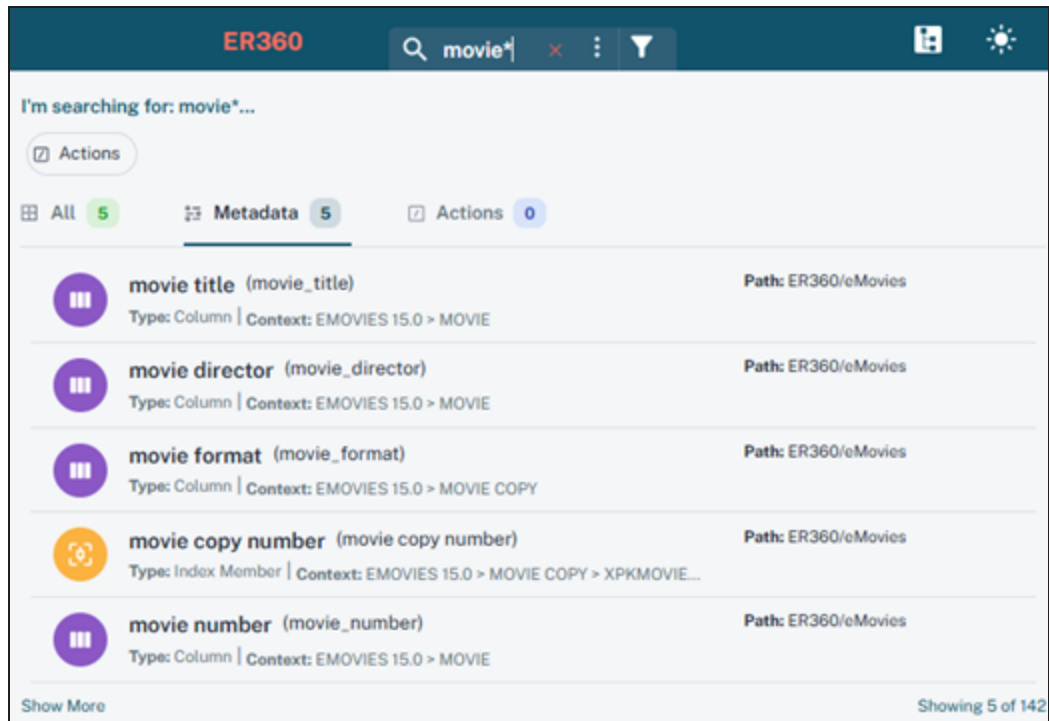 ER360
movie*
I'm searching for: movie*...
Actions
All 5 Metadata 5 Actions 0
movie title (movie_title) Path: ER360/eMovies
Type: Column | Context: EMOVIES 15.0 > MOVIE
movie director (movie_director) Path: ER360/eMovies
Type: Column | Context: EMOVIES 15.0 > MOVIE
movie format (movie_format) Path: ER360/eMovies
Type: Column | Context: EMOVIES 15.0 > MOVIE COPY
movie copy number (movie copy number) Path: ER360/eMovies
Type: Index Member | Context: EMOVIES 15.0 > MOVIE COPY > XPKMOVIE...
movie number (movie_number) Path: ER360/eMovies
Type: Column | Context: EMOVIES 15.0 > MOVIE
Show More Showing 5 of 142